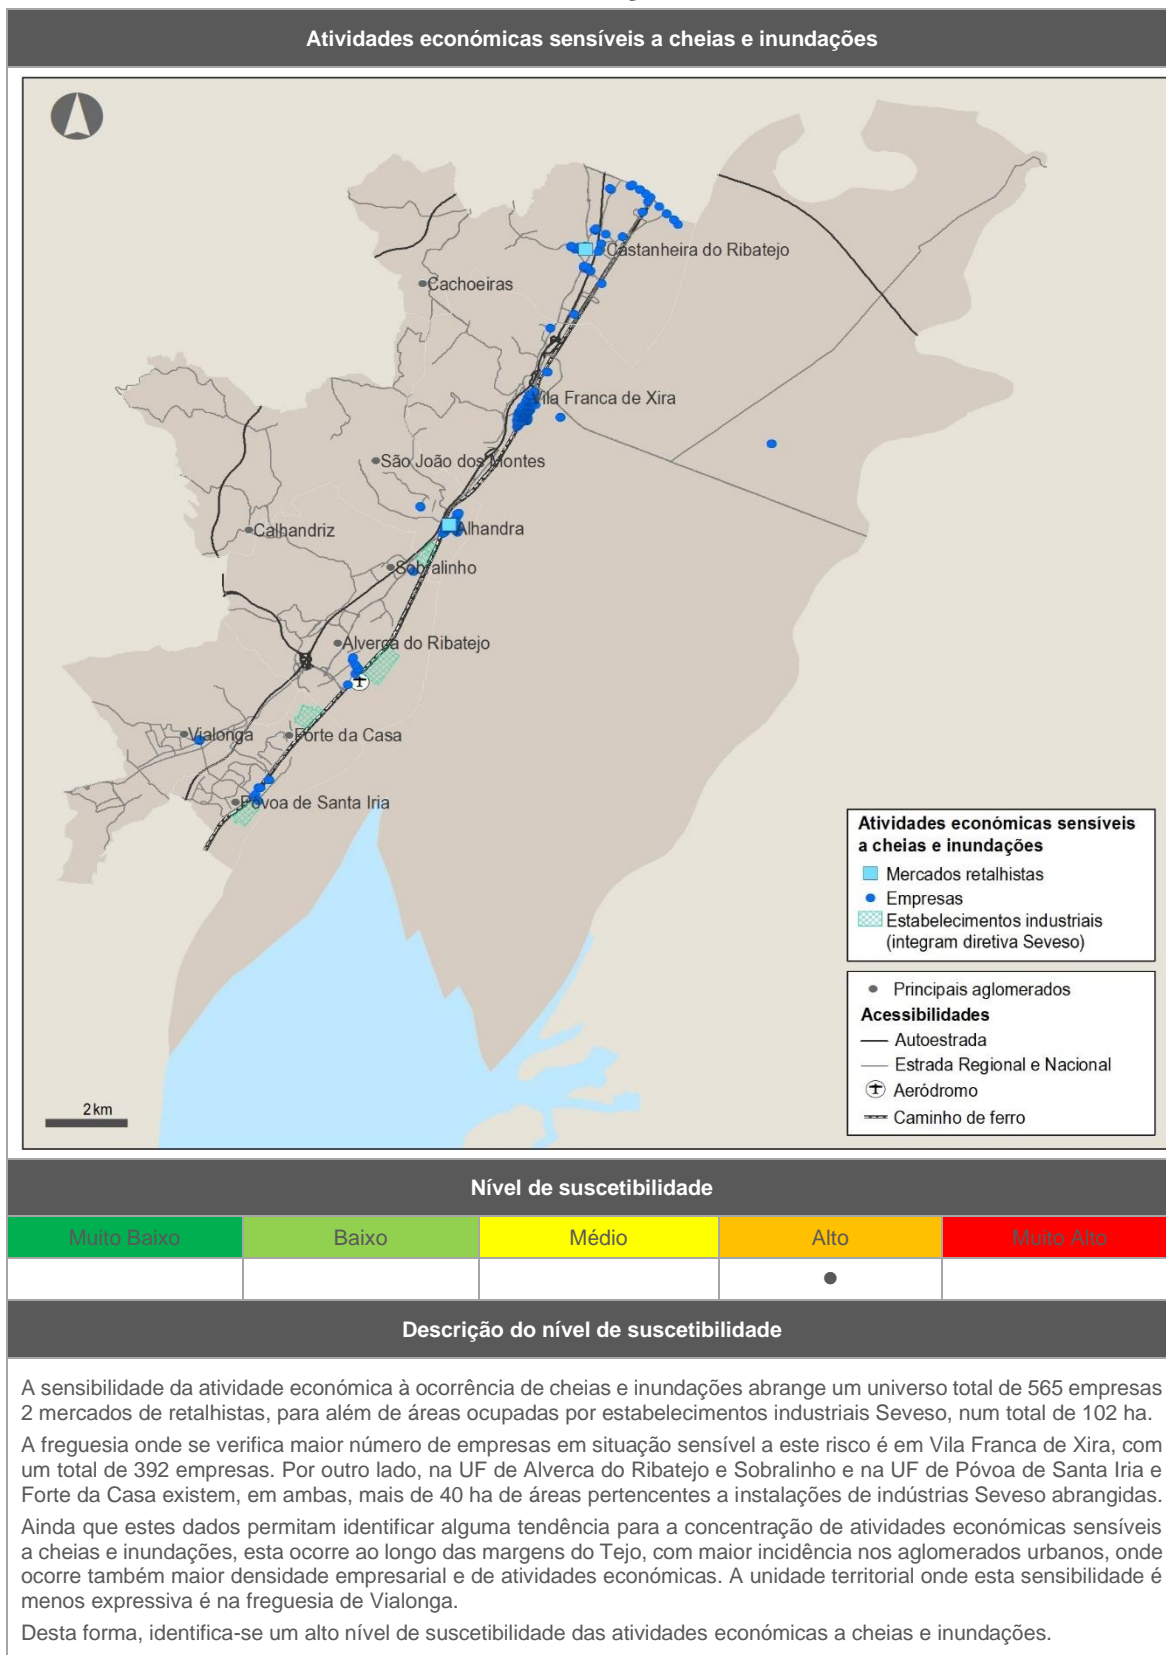 Atividades económicas sensíveis a cheias e inundações
Castanheira do Ribatejo
Cachoeiras
Vila Franca de Xira
São João dos Montes
Calhandriz
Alhandra
Sobralinho
Alverca do Ribatejo
Vialonga
Forte da Casa
Póvoa de Santa Iria
Atividades económicas sensíveis
a cheias e inundações
Mercados retalhistas
Empresas
Estabelecimentos industriais
(integram diretiva Seveso)
Principais aglomerados
Acessibilidades
Autoestrada
Estrada Regional e Nacional
Aeródromo
Caminho de ferro
2 km
Nível de suscetibilidade
Muito Baixo Baixo Médio Alto Muito Alto
Descrição do nível de suscetibilidade
A sensibilidade da atividade económica à ocorrência de cheias e inundações abrange um universo total de 565 empresas
2 mercados de retalhistas, para além de áreas ocupadas por estabelecimentos industriais Seveso, num total de 102 ha.
A freguesia onde se verifica maior número de empresas em situação sensível a este risco é em Vila Franca de Xira, com
um total de 392 empresas. Por outro lado, na UF de Alverca do Ribatejo e Sobralinho e na UF de Póvoa de Santa Iria e
Forte da Casa existem, em ambas, mais de 40 ha de áreas pertencentes a instalações de indústrias Seveso abrangidas.
Ainda que estes dados permitam identificar alguma tendência para a concentração de atividades económicas sensíveis
a cheias e inundações, esta ocorre ao longo das margens do Tejo, com maior incidência nos aglomerados urbanos, onde
ocorre também maior densidade empresarial e de atividades económicas. A unidade territorial onde esta sensibilidade é
menos expressiva é na freguesia de Vialonga.
Desta forma, identifica-se um alto nível de suscetibilidade das atividades económicas a cheias e inundações.